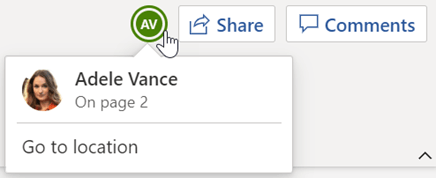 AV
Share
Comments
Adele Vance
On page 2
Go to location